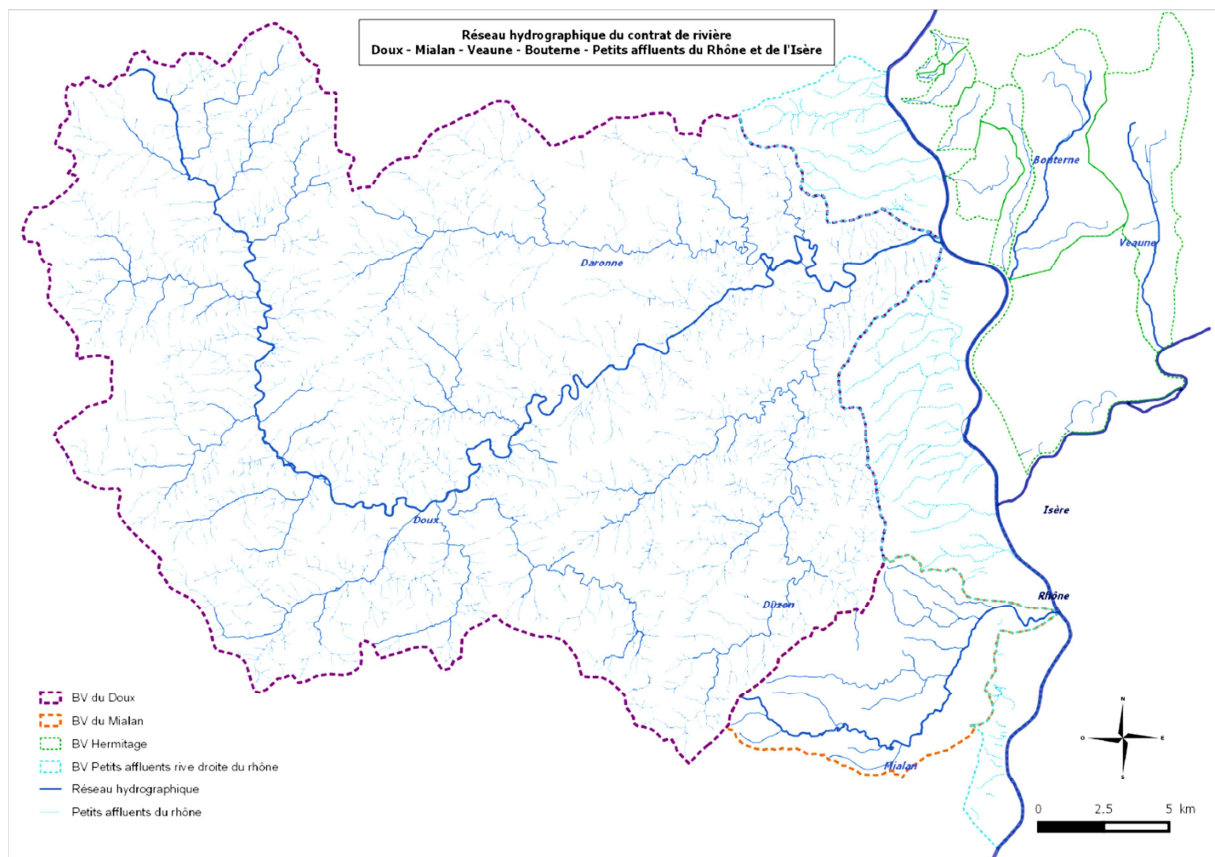 Réseau hydrographique du contrat de rivière
Doux - Mialan - Veaune - Bouterne - Petits affluents du Rhône et de l'Isère
Bouterne
Veaune
Daronne
Doux
Isère
Rhône
Dûzon
Mialan
BV du Doux
BV du Mialan
BV Hermitage
BV Petits affluents rive droite du rhône
Réseau hydrographique
Petits affluents du rhône
N
O
E
S
0 2.5 5 km